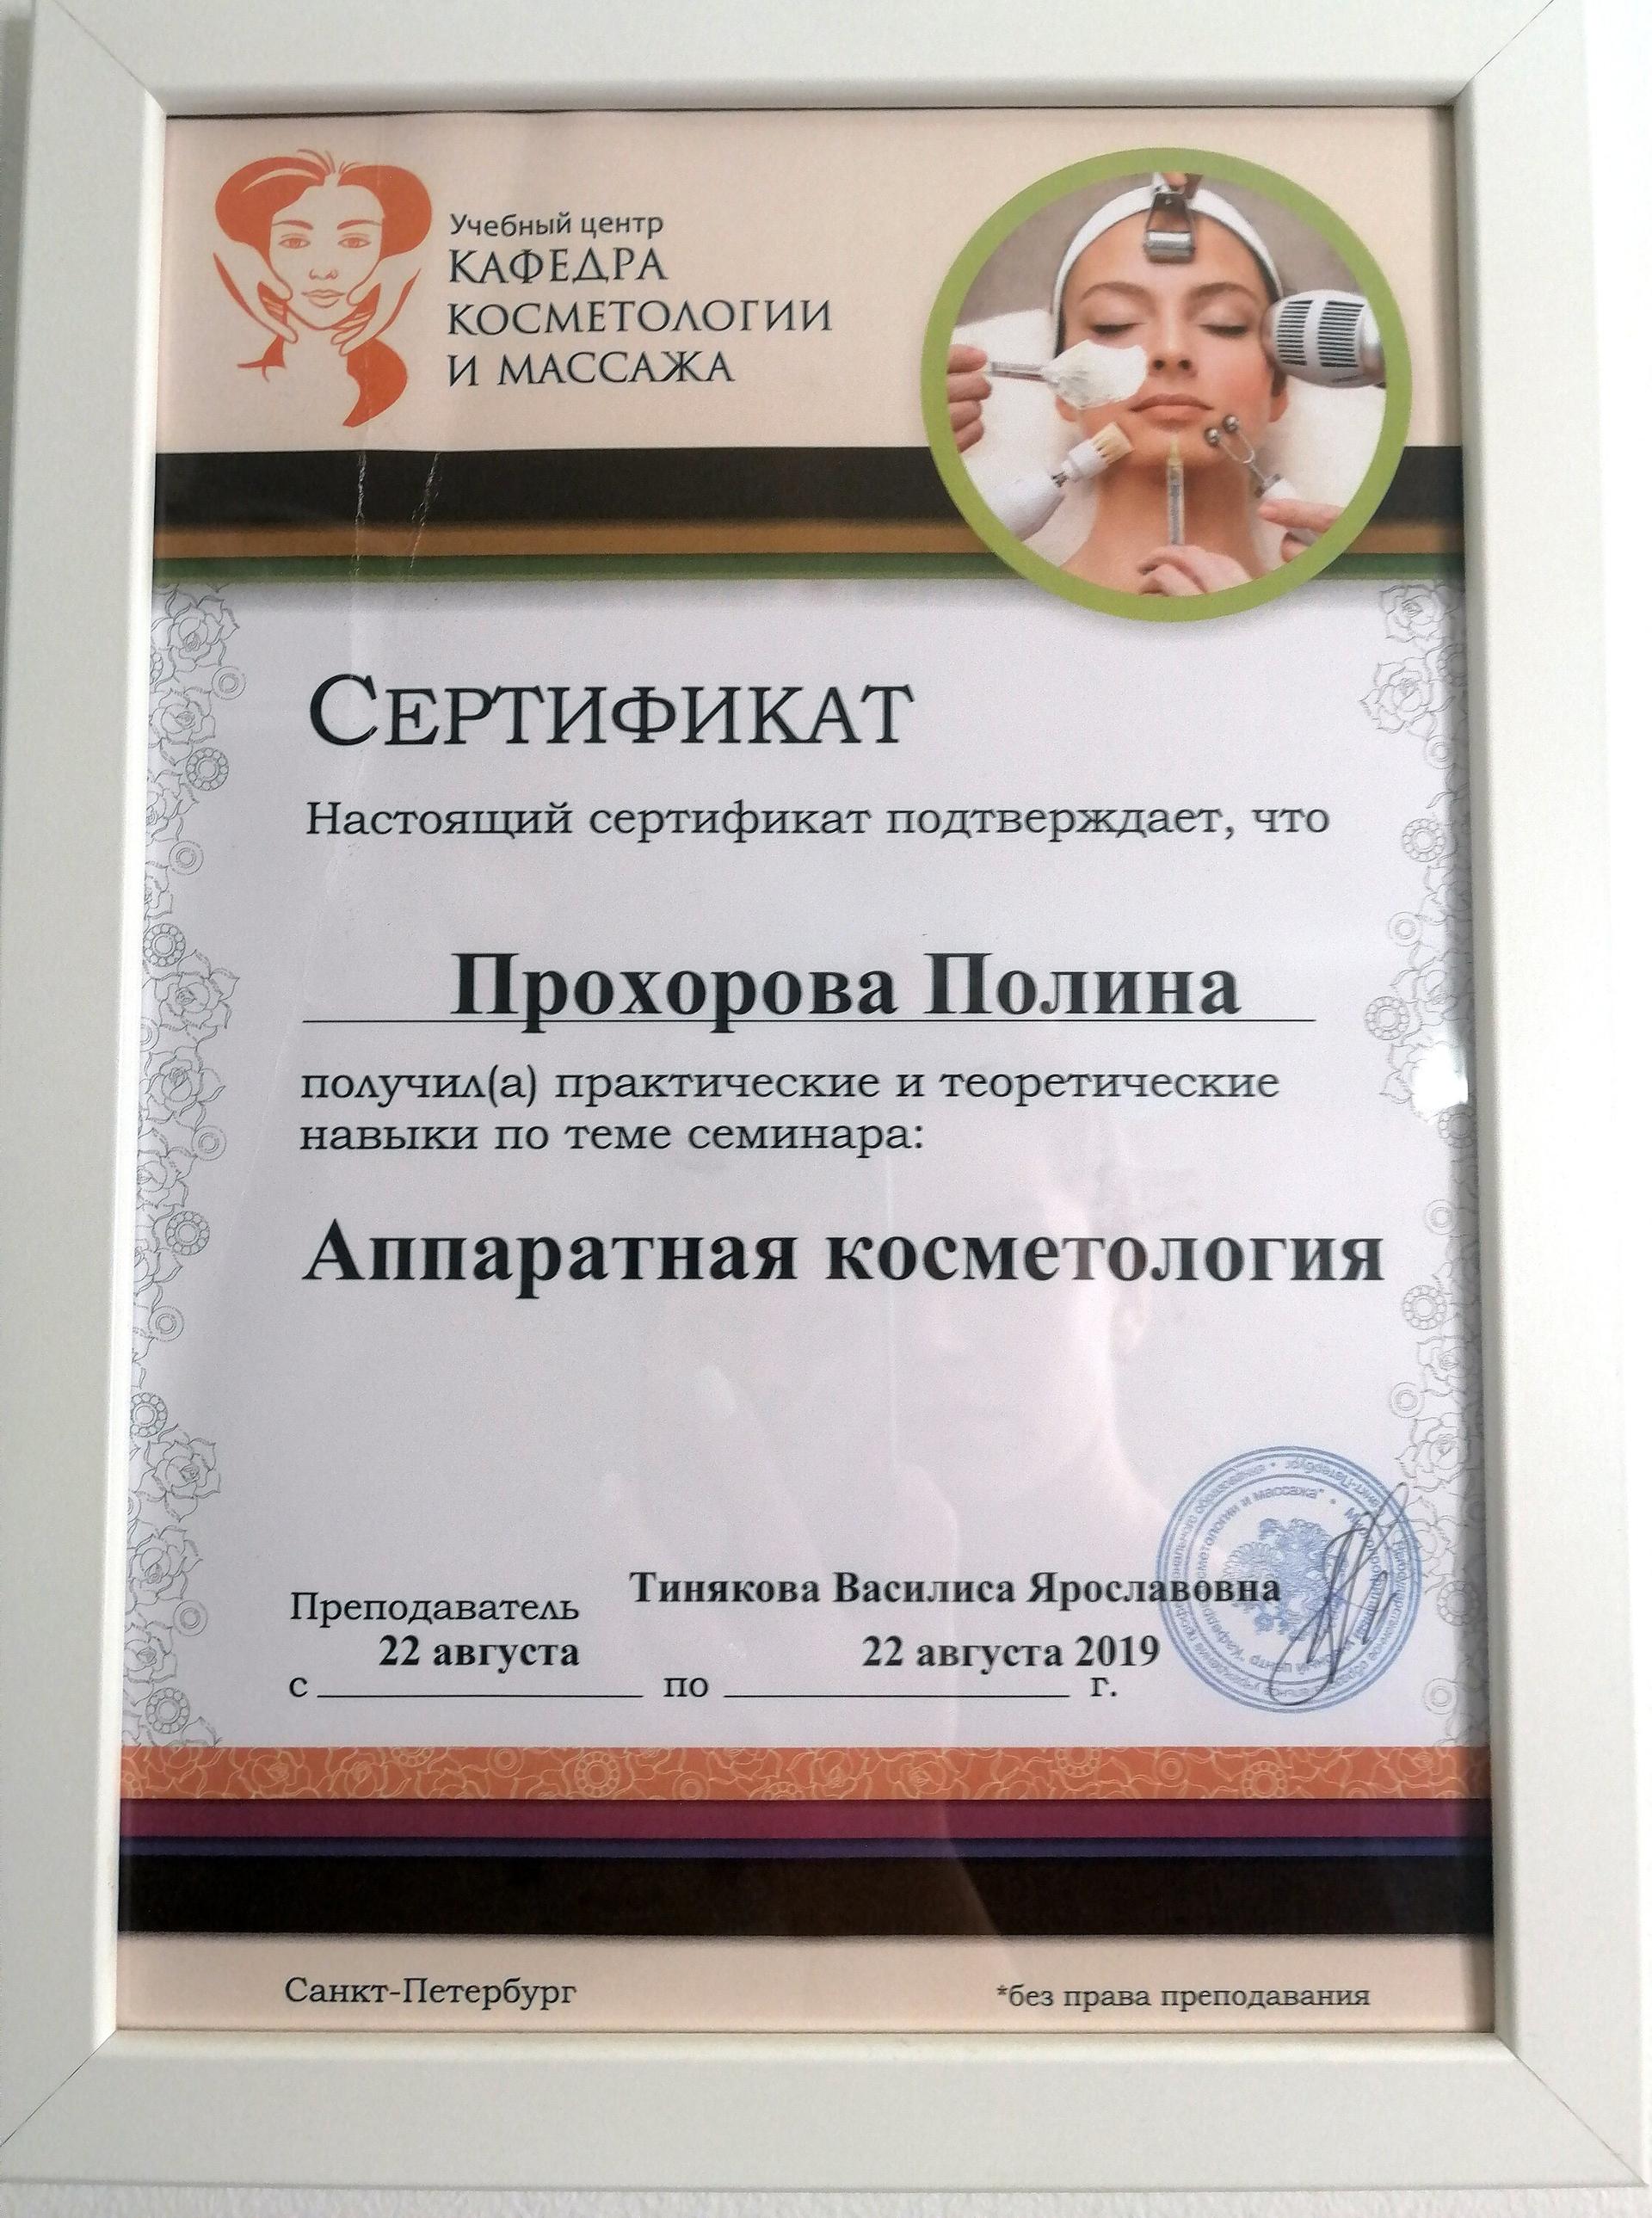 Учебный центр
КАФЕДРА
КОСМЕТОЛОГИИ
И МАССАЖА
СЕРТИФИКАТ
Настоящий сертификат подтверждает, что
Прохорова Полина
получил(а) практические и теоретические
навыки по теме семинара:
Аппаратная косметология
Преподаватель Тинякова Василиса Ярославовна
с 22 августа по 22 августа 2019 г.
Санкт-Петербург
*без права преподавания